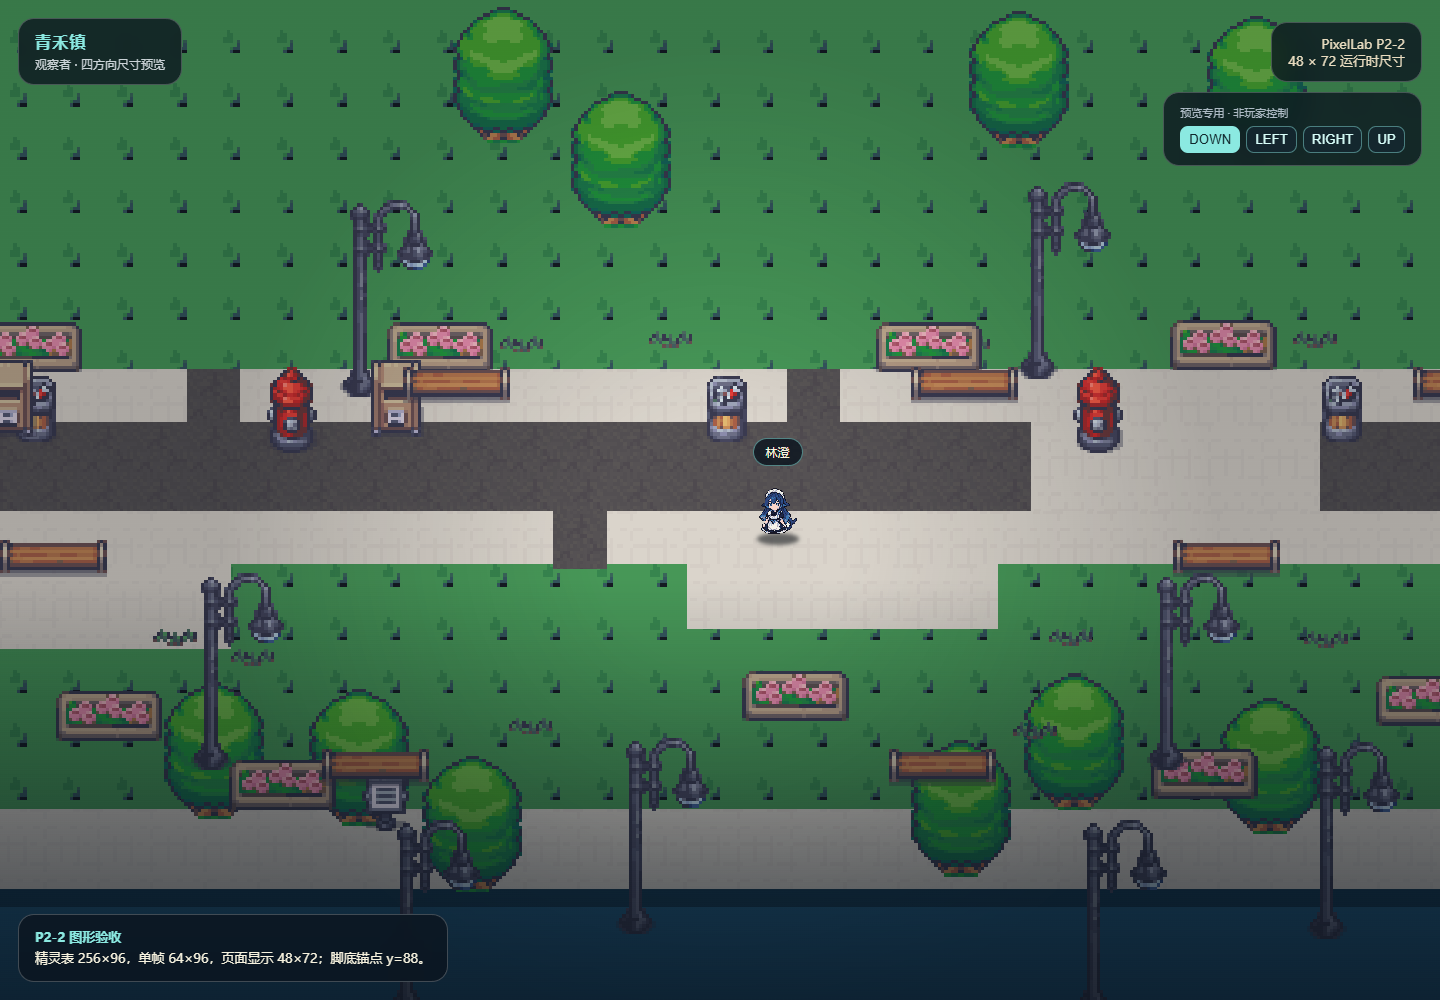 青禾镇
观察者 · 四方向尺寸预览
PixelLab P2-2
48 × 72 运行时尺寸
预览专用 · 非玩家控制
DOWN LEFT RIGHT UP
林澄
P2-2 图形验收
精灵表 256×96，单帧 64×96，页面显示 48×72；脚底锚点 y=88。